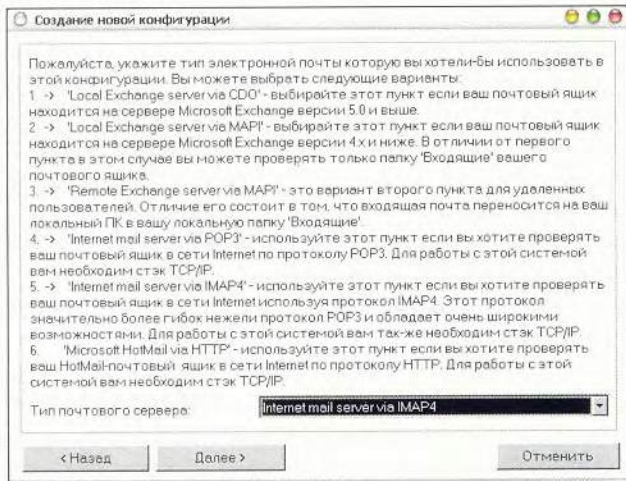 Создание новой конфигурации
Пожалуйста, укажите тип электронной почты которую вы хотели-бы использовать в
этой конфигурации. Вы можете выбрать следующие варианты:
1 -> 'Local Exchange server via CDO' - выбирайте этот пункт если ваш почтовый ящик
находится на сервере Microsoft Exchange версии 5.0 и выше.
2 -> 'Local Exchange server via MAPI' - выбирайте этот пункт если ваш почтовый ящик
находится на сервере Microsoft Exchange версии 4.x и ниже. В отличии от первого
пункта в этом случае вы можете проверять только папку 'Входящие' вашего
почтового ящика.
3. -> 'Remote Exchange server via MAPI' - это вариант второго пункта для удаленных
пользователей. Отличие его состоит в том, что входящая почта переносится на ваш
локальный ПК в вашу локальную папку 'Входящие'.
4. -> 'Internet mail server via POP3' - используйте этот пункт если вы хотите проверять
ваш почтовый ящик в сети Internet по протоколу POP3. Для работы с этой системой
вам необходим стэк TCP/IP.
5. -> 'Internet mail server via IMAP4' - используйте этот пункт если вы хотите проверять
ваш почтовый ящик в сети Internet используя протокол IMAP4. Этот протокол
значительно более гибок нежели протокол POP3 и обладает очень широкими
возможностями. Для работы с этой системой вам так-же необходим стэк TCP/IP.
6. 'Microsoft HotMail via HTTP' - используйте этот пункт если вы хотите проверять
ваш HotMail-почтовый ящик в сети Internet по протоколу HTTP. Для работы с этой
системой вам необходим стэк TCP/IP.
Тип почтового сервера: Internet mail server via IMAP4
< Назад Далее > Отменить